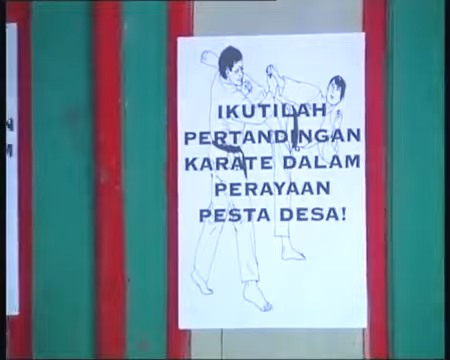 IKUTILAH
PERTANDINGAN
KARATE DALAM
PERAYAAN
PESTA DESA!